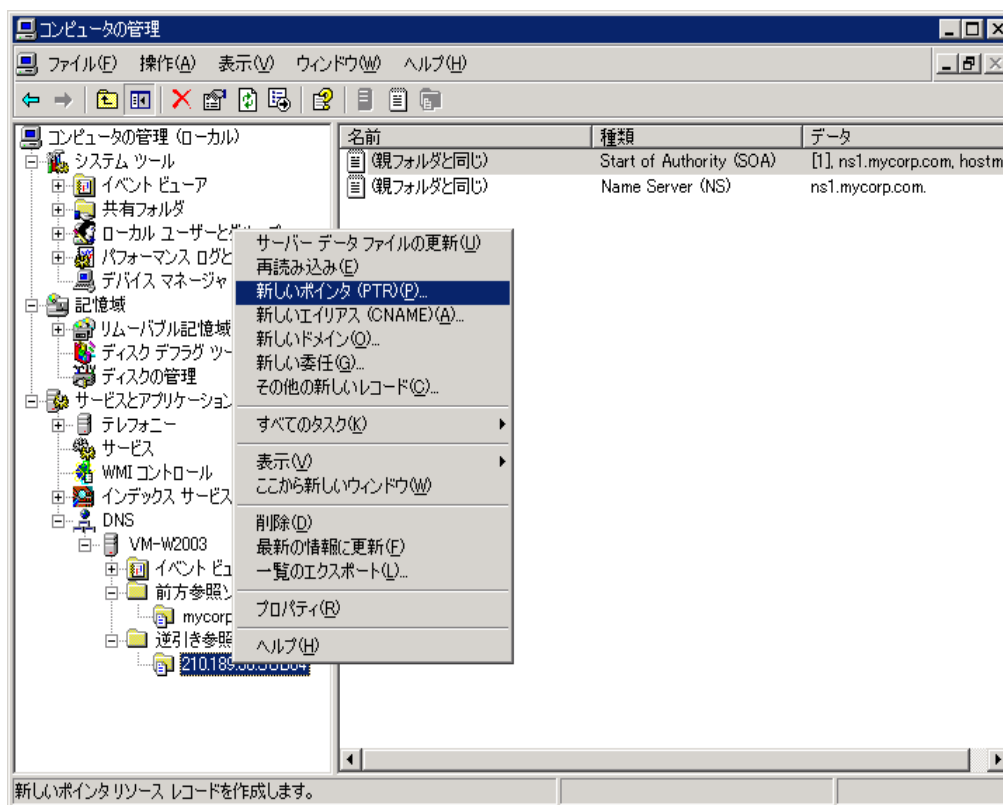 コンピュータの管理
ファイル(F) 操作(A) 表示(V) ウィンドウ(W) ヘルプ(H)
コンピュータの管理 (ローカル)
システム ツール
イベント ビューア
共有フォルダ
ローカル ユーザーと
パフォーマンス ログと
デバイス マネージャ
記憶域
リムーバブル記憶域
ディスク デフラグ ツー
ディスクの管理
サービスとアプリケーション
テレフォニー
サービス
WMI コントロール
インデックス サービス
DNS
VM-W2003
イベント ビュ
前方参照
mycorp
逆引き参照
210.189.
名前 種類 データ
(親フォルダと同じ) Start of Authority (SOA) [1], ns1.mycorp.com, hostm
(親フォルダと同じ) Name Server (NS) ns1.mycorp.com.
サーバー データ ファイルの更新(U)
再読み込み(E)
新しいポインタ (PTR)(P)...
新しいエイリアス (CNAME)(A)...
新しいドメイン(O)...
新しい委任(G)...
その他の新しいレコード(C)...
すべてのタスク(K)
表示(V)
ここから新しいウィンドウ(W)
削除(D)
最新の情報に更新(F)
一覧のエクスポート(L)...
プロパティ(R)
ヘルプ(H)
新しいポインタ リソース レコードを作成します。